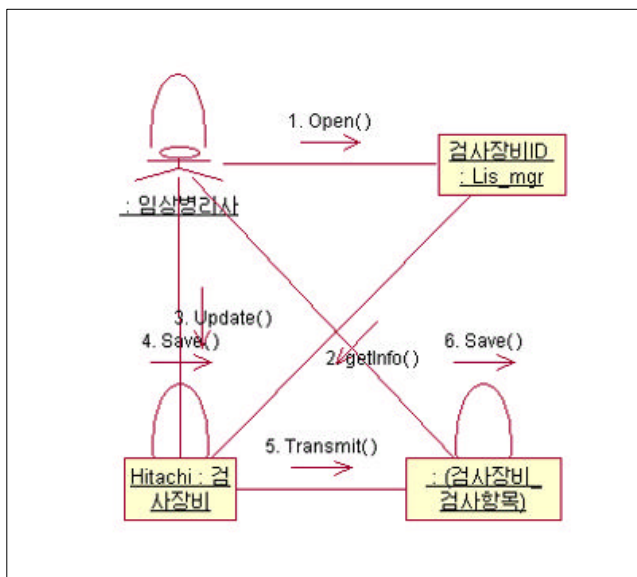 1. Open()
검사장비ID
: Lis_mgr
: 임상병리사
3. Update()
4. Save()
2. getInfo()
6. Save()
5. Transmit()
Hitachi : 검
사장비
: (검사장비_
검사항목)